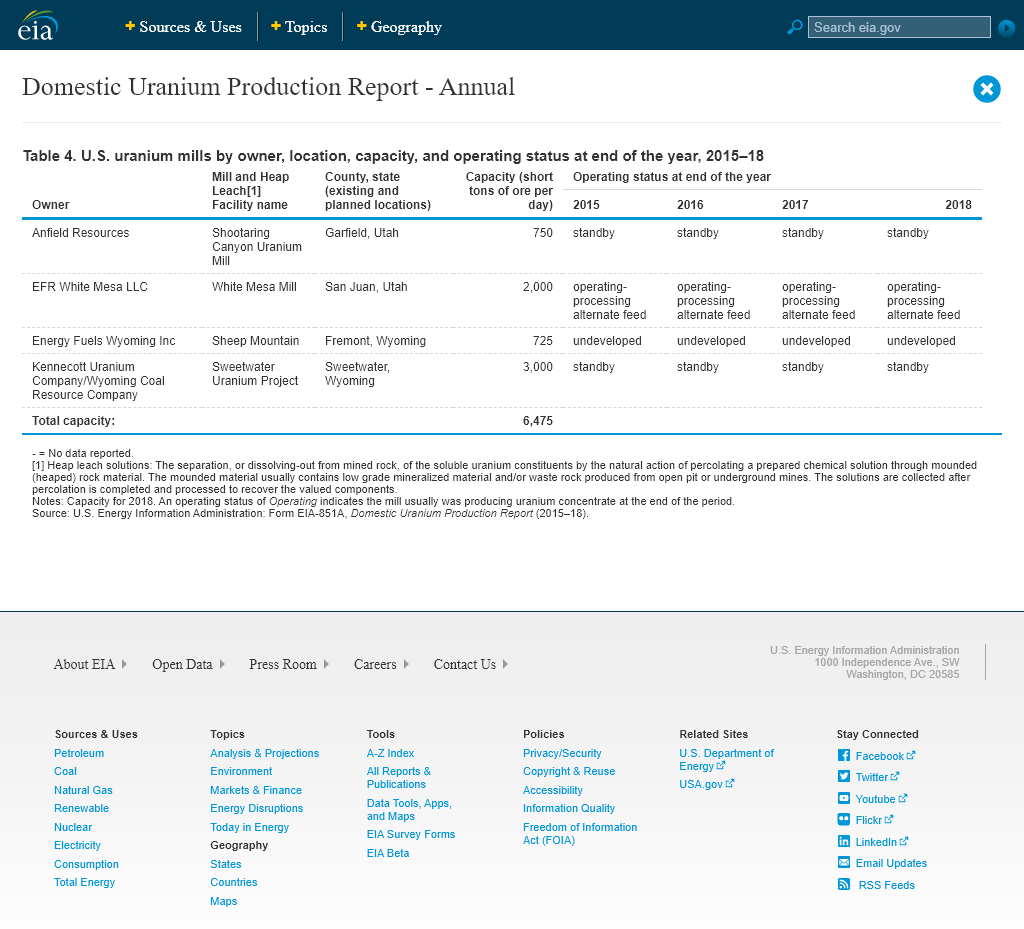 eia
Sources & Uses
Topics
Geography
Search eia.gov
Domestic Uranium Production Report - Annual
Table 4. U.S. uranium mills by owner, location, capacity, and operating status at end of the year, 2015–18
Owner
Mill and Heap
Leach[1]
Facility name
County, state
(existing and
planned locations)
Capacity (short
tons of ore per
day)
Operating status at end of the year
2015 2016 2017 2018
Anfield Resources
Shootaring
Canyon Uranium
Mill
Garfield, Utah
750
standby standby standby standby
EFR White Mesa LLC
White Mesa Mill
San Juan, Utah
2,000
operating- operating- operating- operating-
processing processing processing processing
alternate feed alternate feed alternate feed alternate feed
Energy Fuels Wyoming Inc
Sheep Mountain
Fremont, Wyoming
725
undeveloped undeveloped undeveloped undeveloped
Kennecott Uranium
Company/Wyoming Coal
Resource Company
Sweetwater
Uranium Project
Sweetwater,
Wyoming
3,000
standby standby standby standby
Total capacity: 6,475
- = No data reported.
[1] Heap leach solutions: The separation, or dissolving-out from mined rock, of the soluble uranium constituents by the natural action of percolating a prepared chemical solution through mounded
(heaped) rock material. The mounded material usually contains low grade mineralized material and/or waste rock produced from open pit or underground mines. The solutions are collected after
percolation is completed and processed to recover the valued components.
Notes: Capacity for 2018. An operating status of Operating indicates the mill usually was producing uranium concentrate at the end of the period.
Source: U.S. Energy Information Administration: Form EIA-851A, Domestic Uranium Production Report (2015–18).
About EIA
Open Data
Press Room
Careers
Contact Us
U.S. Energy Information Administration
1000 Independence Ave., SW
Washington, DC 20585
Sources & Uses
Petroleum
Coal
Natural Gas
Renewable
Nuclear
Electricity
Consumption
Total Energy
Topics
Analysis & Projections
Environment
Markets & Finance
Energy Disruptions
Today in Energy
Geography
States
Countries
Maps
Tools
A-Z Index
All Reports &
Publications
Data Tools, Apps,
and Maps
EIA Survey Forms
EIA Beta
Policies
Privacy/Security
Copyright & Reuse
Accessibility
Information Quality
Freedom of Information
Act (FOIA)
Related Sites
U.S. Department of
Energy
USA.gov
Stay Connected
Facebook
Twitter
Youtube
Flickr
LinkedIn
Email Updates
RSS Feeds